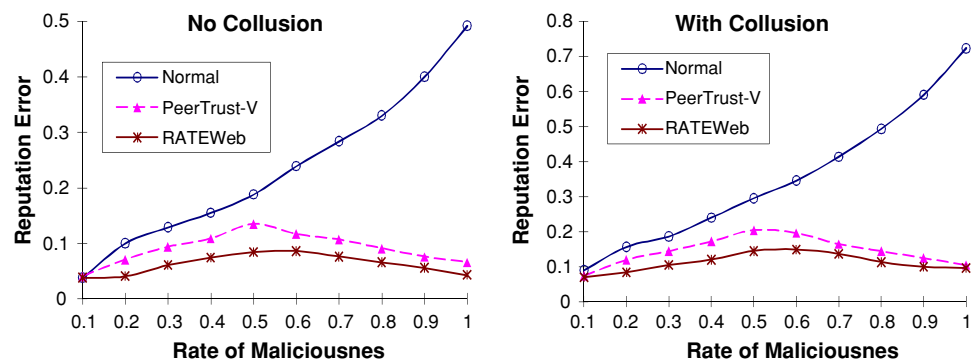 No Collusion
Reputation Error
0.5
0.4
0.3
0.2
0.1
0
Normal
PeerTrust-V
RATEWeb
0.1 0.2 0.3 0.4 0.5 0.6 0.7 0.8 0.9 1
Rate of Maliciousnes
With Collusion
Reputation Error
0.8
0.7
0.6
0.5
0.4
0.3
0.2
0.1
0
Normal
PeerTrust-V
RATEWeb
0.1 0.2 0.3 0.4 0.5 0.6 0.7 0.8 0.9 1
Rate of Maliciousnes